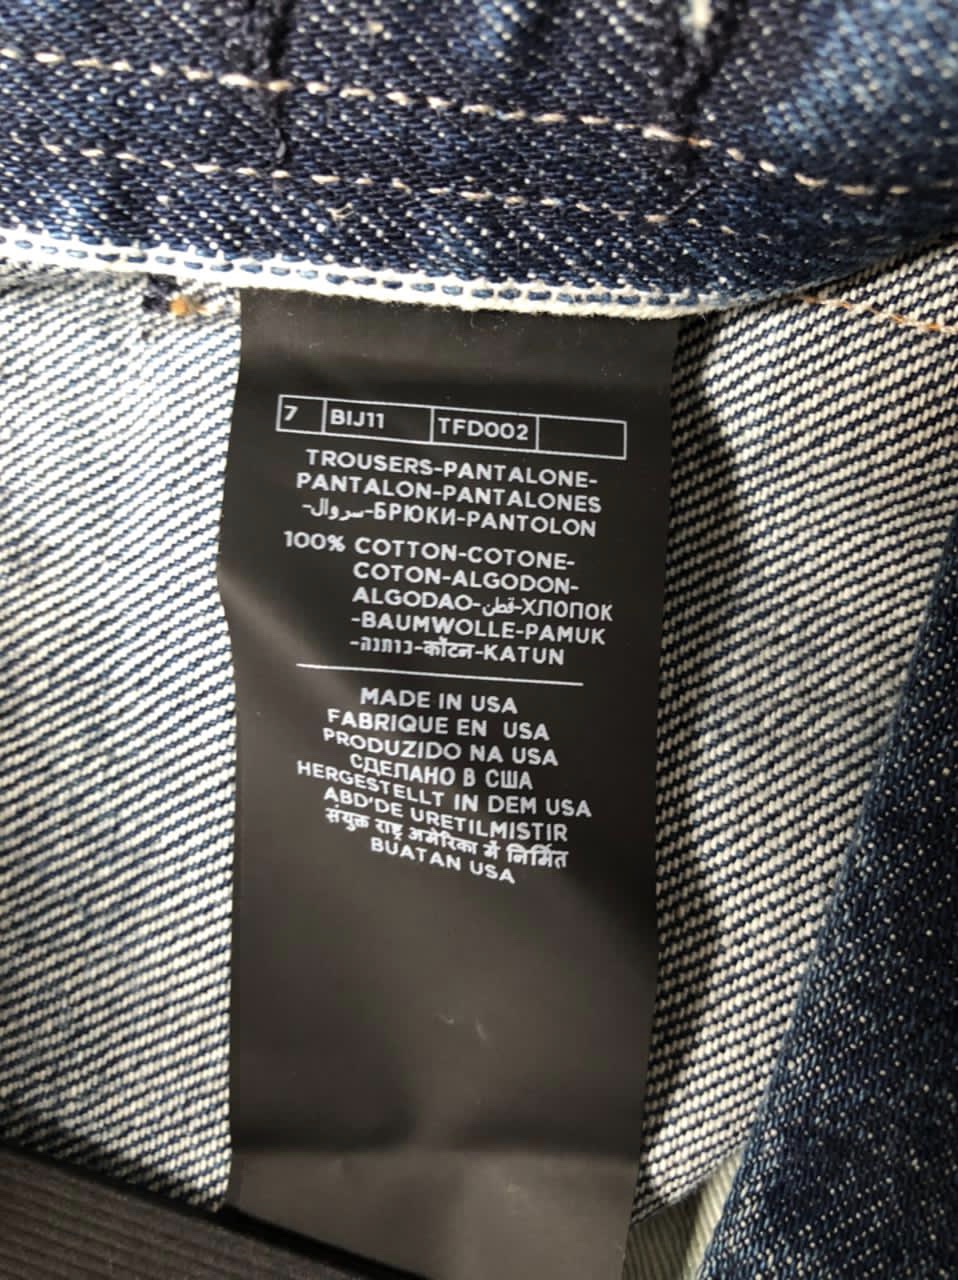 7 BIJ11 TFD002
TROUSERS-PANTALONE-
PANTALON-PANTALONES
-سروال-БРЮКИ-PANTOLON
100% COTTON-COTONE-
COTON-ALGODON-
ALGODAO-قطن-ХЛОПОК
-BAUMWOLLE-PAMUK
-כותנה-कॉटन-KATUN
MADE IN USA
FABRIQUE EN USA
PRODUZIDO NA USA
СДЕЛАНО В США
HERGESTELLT IN DEM USA
ABD'DE URETILMISTIR
संयुक्त राष्ट्र अमेरिका में निर्मित
BUATAN USA